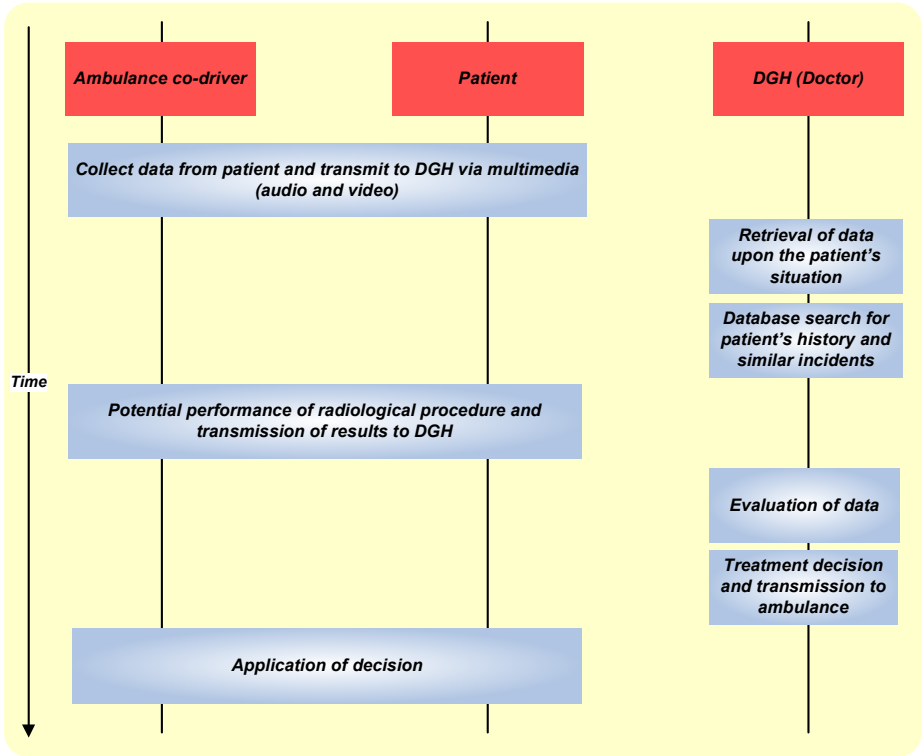 Ambulance co-driver
Patient
DGH (Doctor)
Collect data from patient and transmit to DGH via multimedia
(audio and video)
Retrieval of data
upon the patient's
situation
Database search for
patient's history and
similar incidents
Time
Potential performance of radiological procedure and
transmission of results to DGH
Evaluation of data
Treatment decision
and transmission to
ambulance
Application of decision